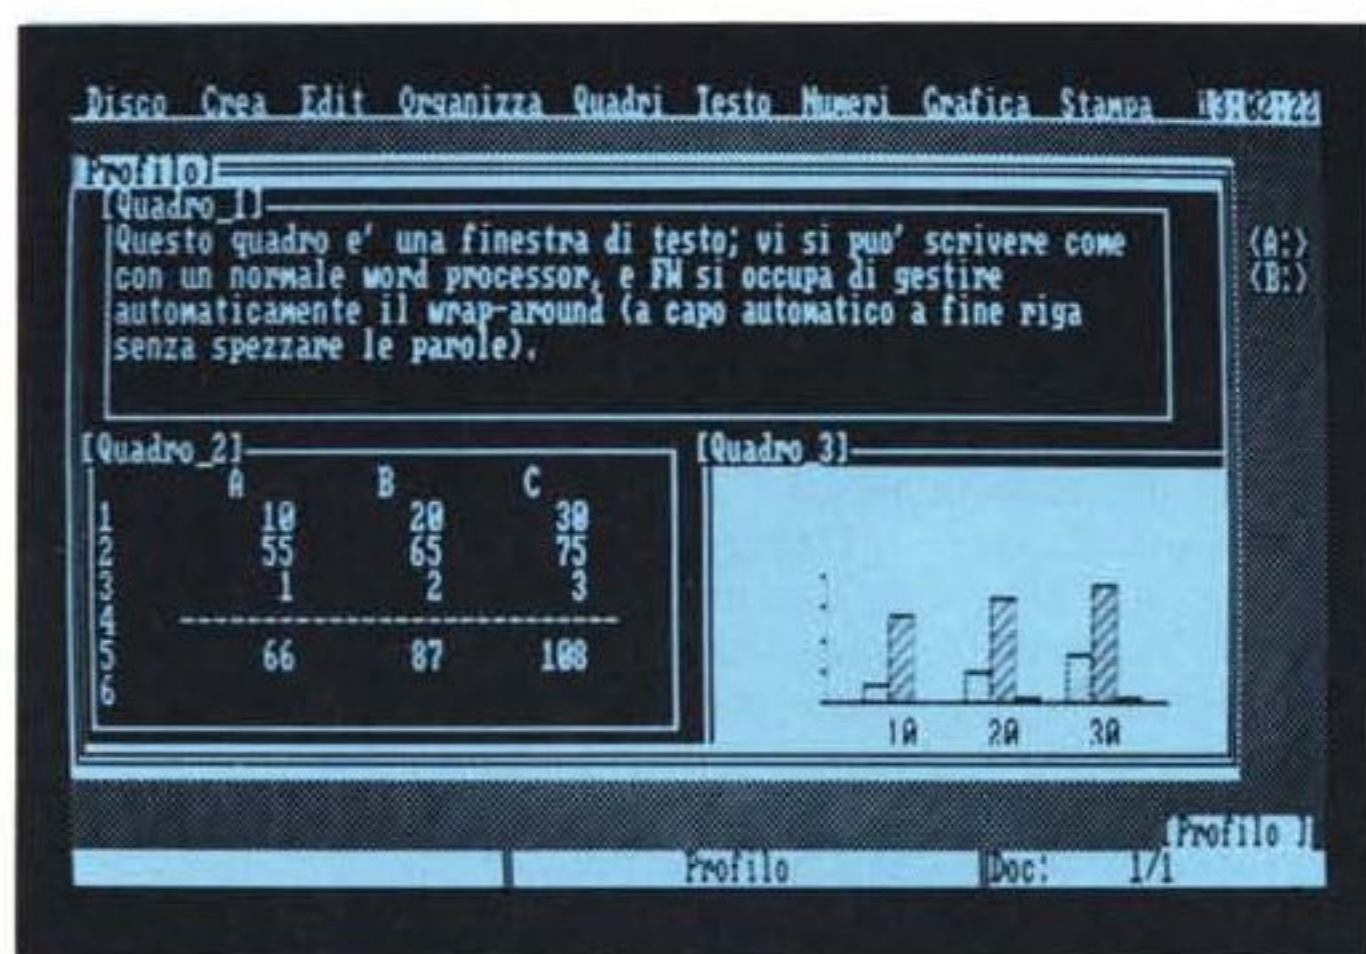 Disco Crea Edit Organizza Quadri Testo Numeri Grafica Stampa
[Profilo]
[Quadro_1]
Questo quadro e' una finestra di testo; vi si puo' scrivere come
con un normale word processor, e FW si occupa di gestire
automaticamente il wrap-around (a capo automatico a fine riga
senza spezzare le parole).
{A:}
{B:}
[Quadro_2]
A B C
1 10 20 30
2 55 65 75
3 1 2 3
4 ------------------------------
5 66 87 108
6
[Quadro_3]
10 20 30
[Profilo ]
Profilo Doc: 1/1